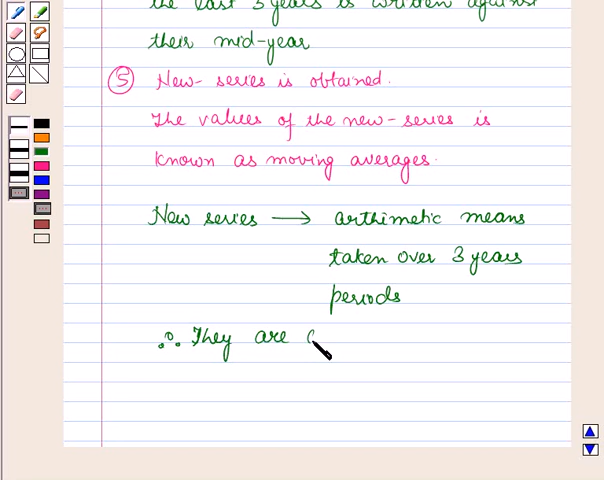 the last 3 years is written against
their mid-year
⑤ New-series is obtained.
The values of the new-series is
known as moving averages.
New series → arthimetic means
taken over 3 years
periods
∴ They are